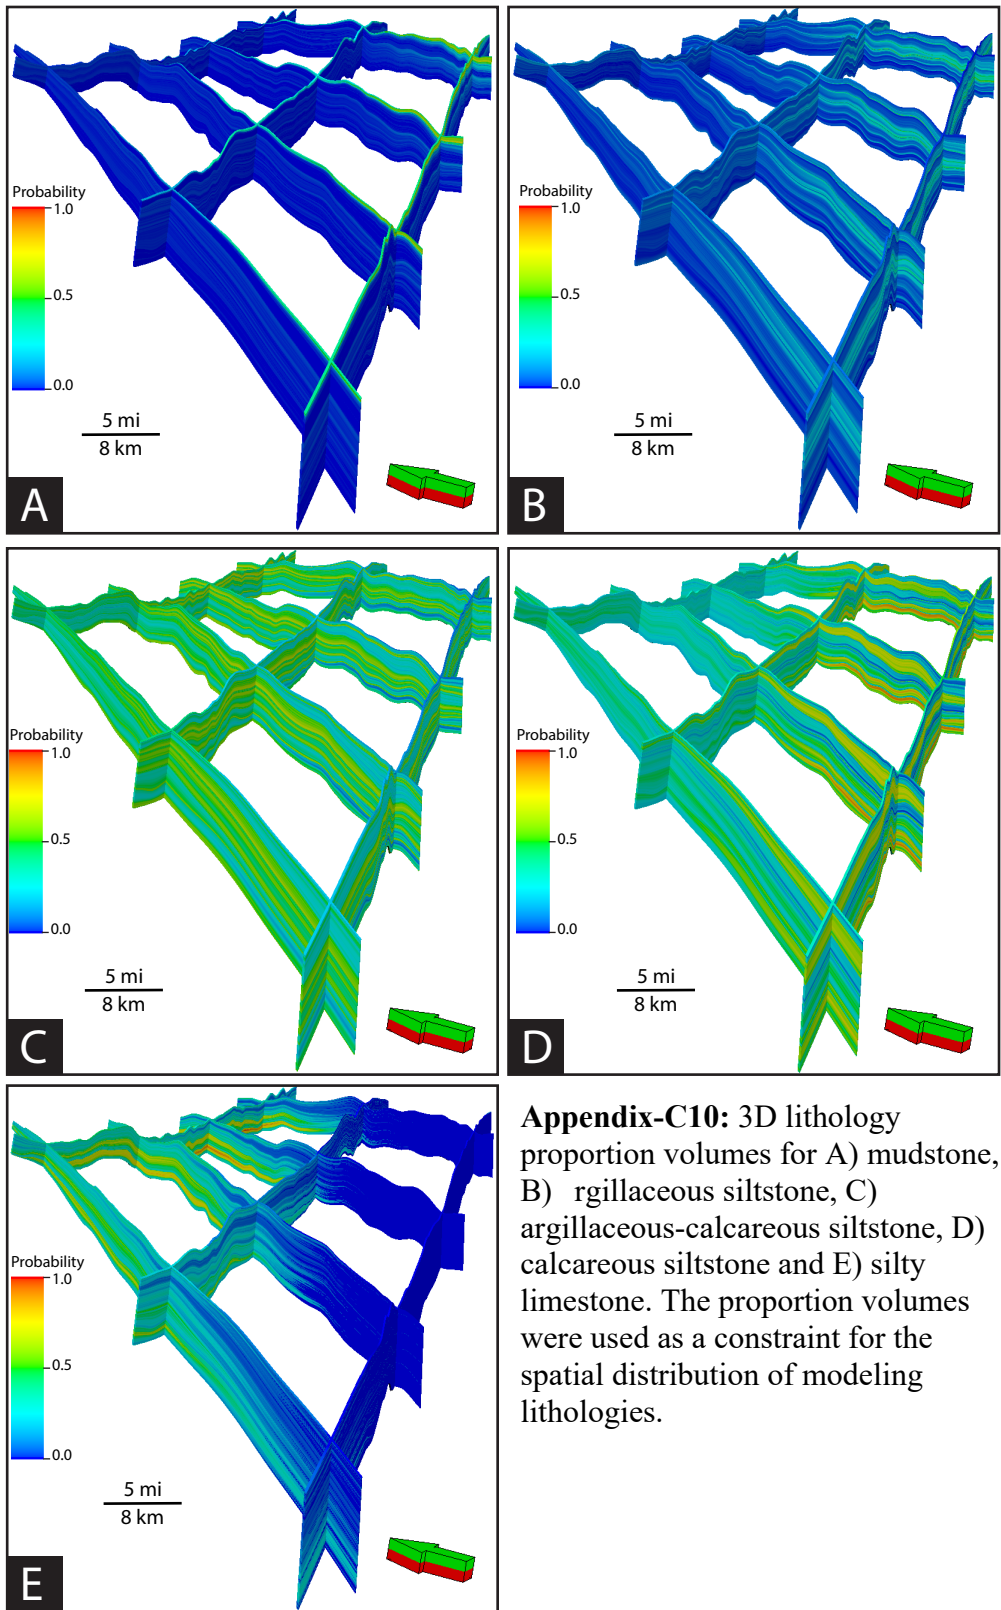 Probability
1.0
0.5
0.0
5 mi
8 km
A
Probability
1.0
0.5
0.0
5 mi
8 km
B
Probability
1.0
0.5
0.0
5 mi
8 km
C
Probability
1.0
0.5
0.0
5 mi
8 km
D
Probability
1.0
0.5
0.0
5 mi
8 km
E
Appendix-C10: 3D lithology
proportion volumes for A) mudstone,
B) rgillaceous siltstone, C)
argillaceous-calcareous siltstone, D)
calcareous siltstone and E) silty
limestone. The proportion volumes
were used as a constraint for the
spatial distribution of modeling
lithologies.